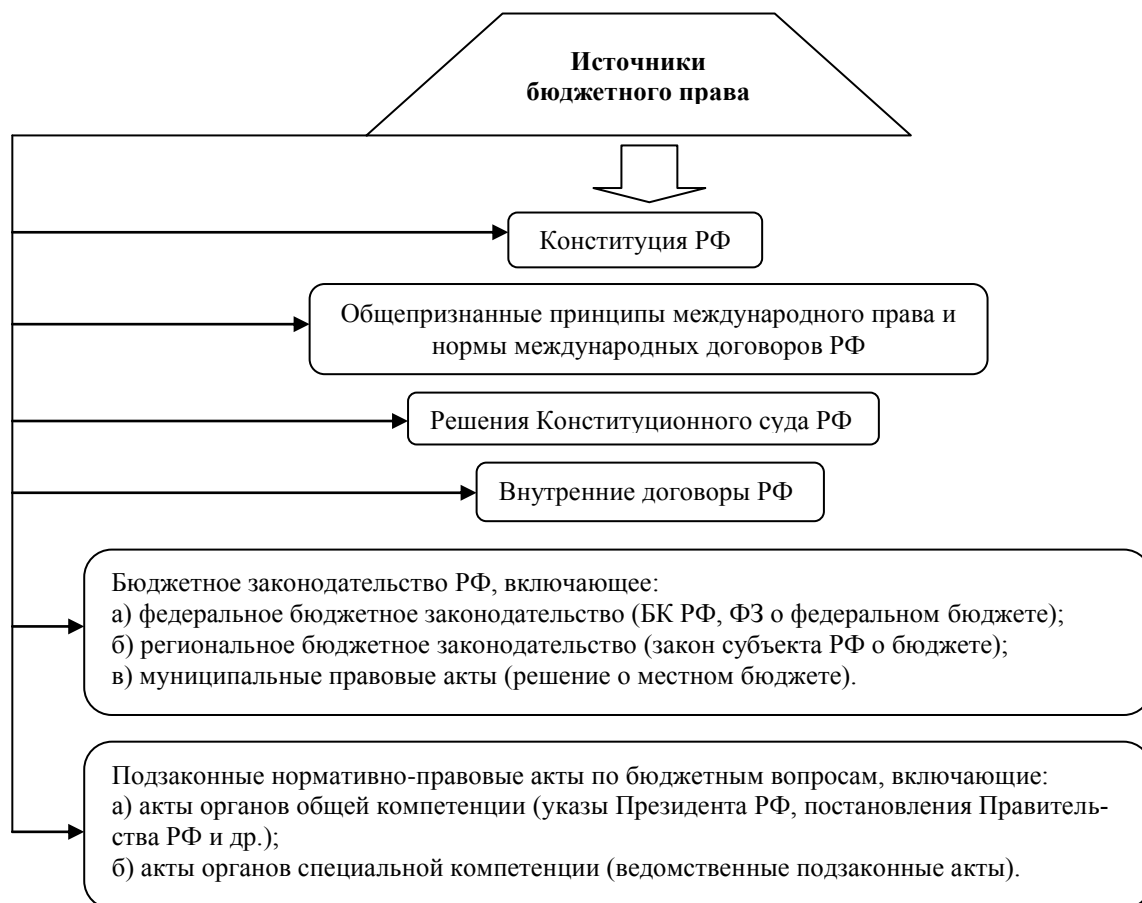 Источники
бюджетного права
Конституция РФ
Общепризнанные принципы международного права и
нормы международных договоров РФ
Решения Конституционного суда РФ
Внутренние договоры РФ
Бюджетное законодательство РФ, включающее:
а) федеральное бюджетное законодательство (БК РФ, ФЗ о федеральном бюджете);
б) региональное бюджетное законодательство (закон субъекта РФ о бюджете);
в) муниципальные правовые акты (решение о местном бюджете).
Подзаконные нормативно-правовые акты по бюджетным вопросам, включающие:
а) акты органов общей компетенции (указы Президента РФ, постановления Правитель-
ства РФ и др.);
б) акты органов специальной компетенции (ведомственные подзаконные акты).